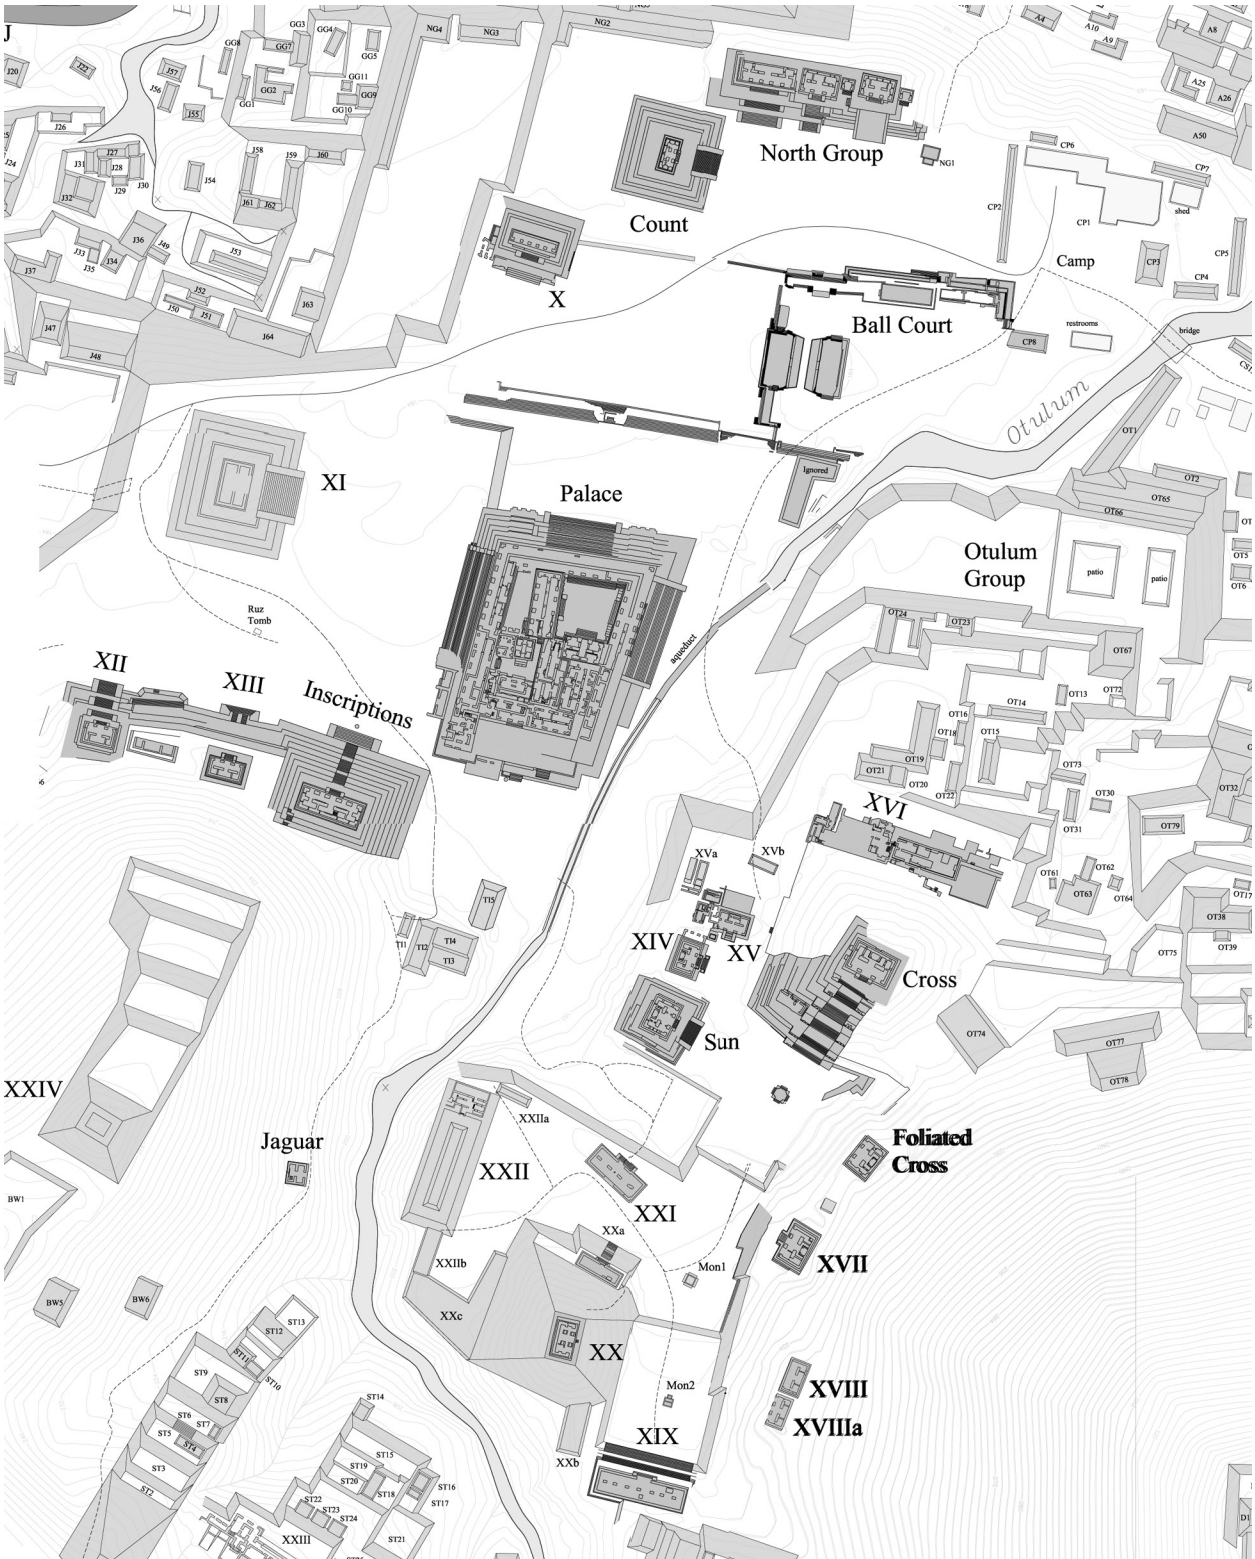 J
J20
J22
J57
J56
J55
J26
J24
J31
J27
J28
J29
J30
J32
J54
J58
J59
J60
J61
J62
J36
J49
J33
J34
J35
J37
J53
J52
J50
J51
J63
J64
J47
J48
GG8
GG3
GG7
GG4
GG5
GG11
GG2
GG1
GG10
GG9
NG4
NG3
NG2
North Group
NG1
Count
X
Ball Court
A4
A10
A9
A8
A25
A26
A50
CP6
CP7
CP2
CP1
shed
Camp
CP3
CP4
CP5
CP8
restrooms
bridge
Otulum
XI
Palace
Ignored
aqueduct
Ruz
Tomb
OT1
OT2
OT65
OT66
Otulum
Group
patio
patio
OT5
OT6
OT24
OT23
OT67
OT13
OT72
OT14
OT16
OT18
OT15
OT19
OT21
OT20
OT22
OT73
OT30
OT31
OT32
OT79
OT61
OT62
OT63
OT64
OT17
OT38
OT39
OT75
OT74
OT77
OT78
XII
XIII
Inscriptions
XVI
XVa
XVb
XIV
XV
Cross
Sun
TI5
TI1
TI2
TI4
TI3
XXIV
Jaguar
XXIIa
XXII
XXI
Foliated
Cross
BW1
XXa
XXIIb
Mon1
XVII
BW5
BW6
XXc
XX
ST13
ST12
ST11
ST10
ST9
ST8
ST6
ST7
ST5
ST4
ST3
ST2
Mon2
XVIII
XVIIIa
XIX
XXb
ST14
ST15
ST19
ST20
ST18
ST16
ST17
ST22
ST23
ST24
ST21
XXIII
D1